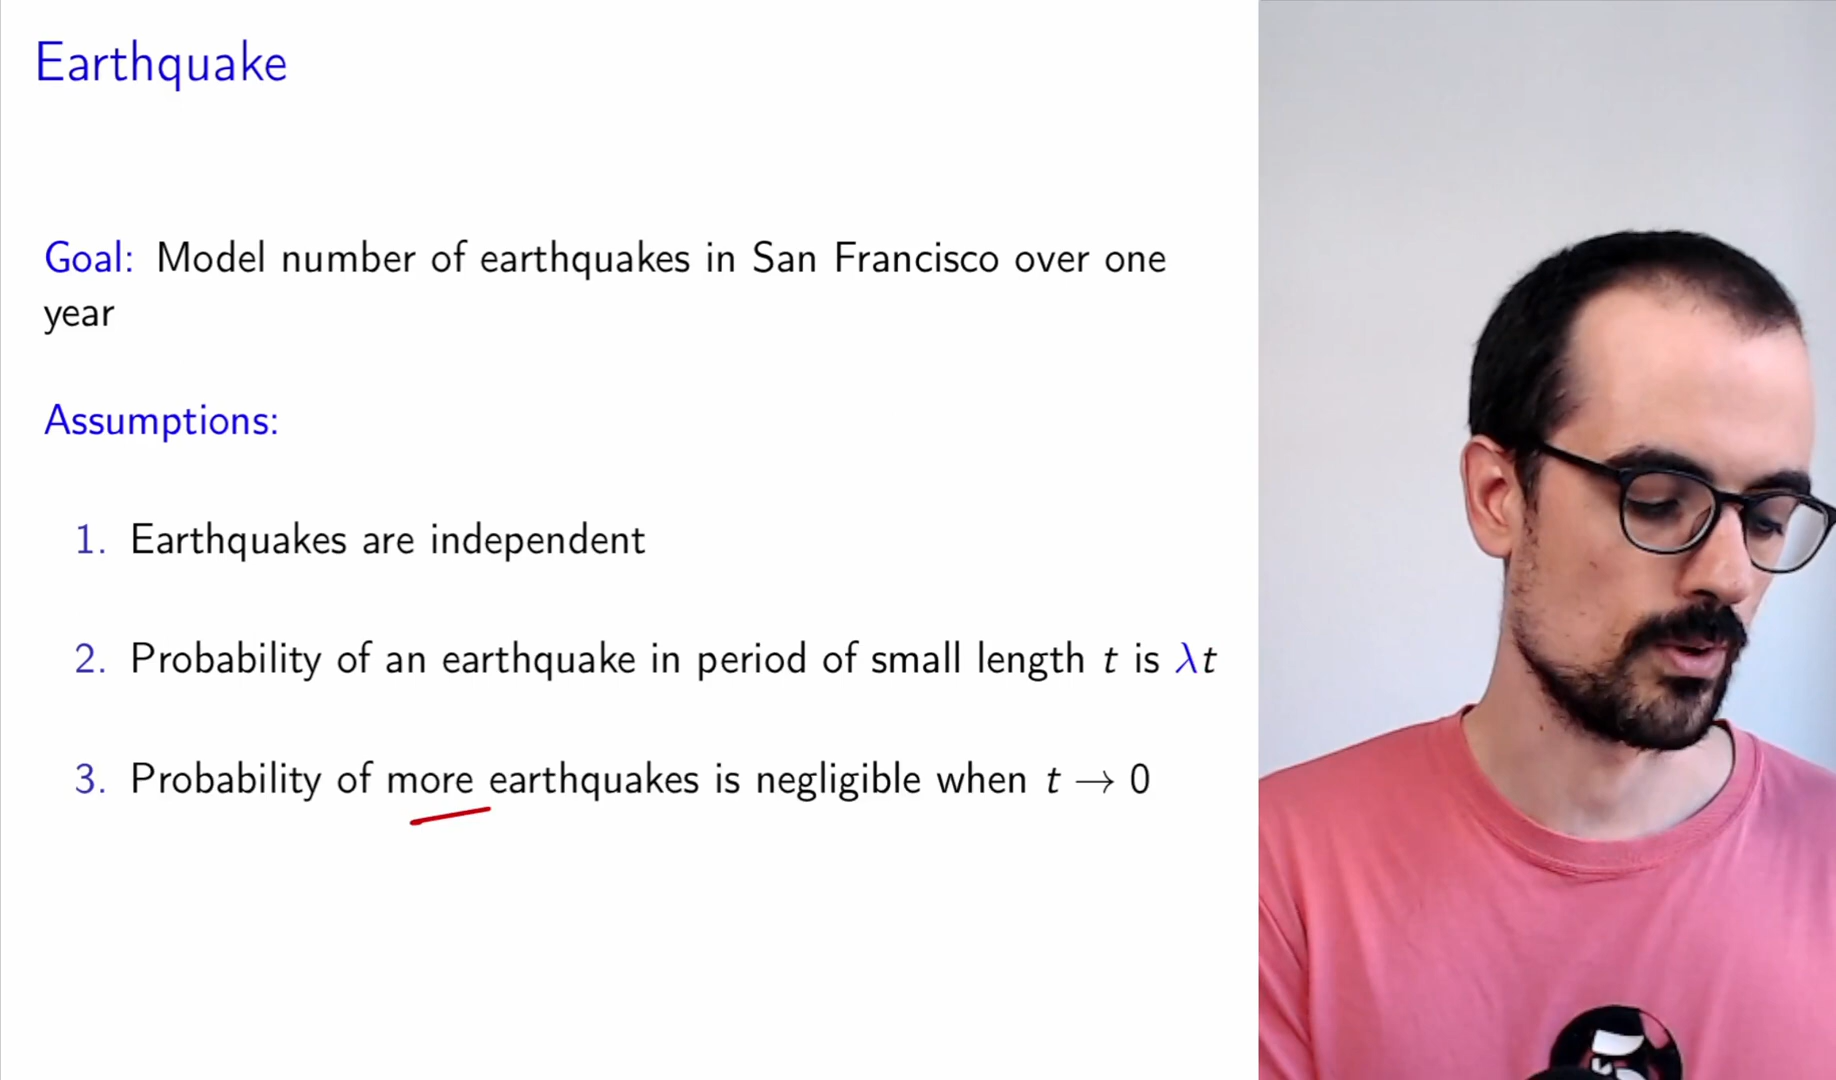 Earthquake
Goal: Model number of earthquakes in San Francisco over one
year
Assumptions:
1. Earthquakes are independent
2. Probability of an earthquake in period of small length t is λt
3. Probability of more earthquakes is negligible when t → 0